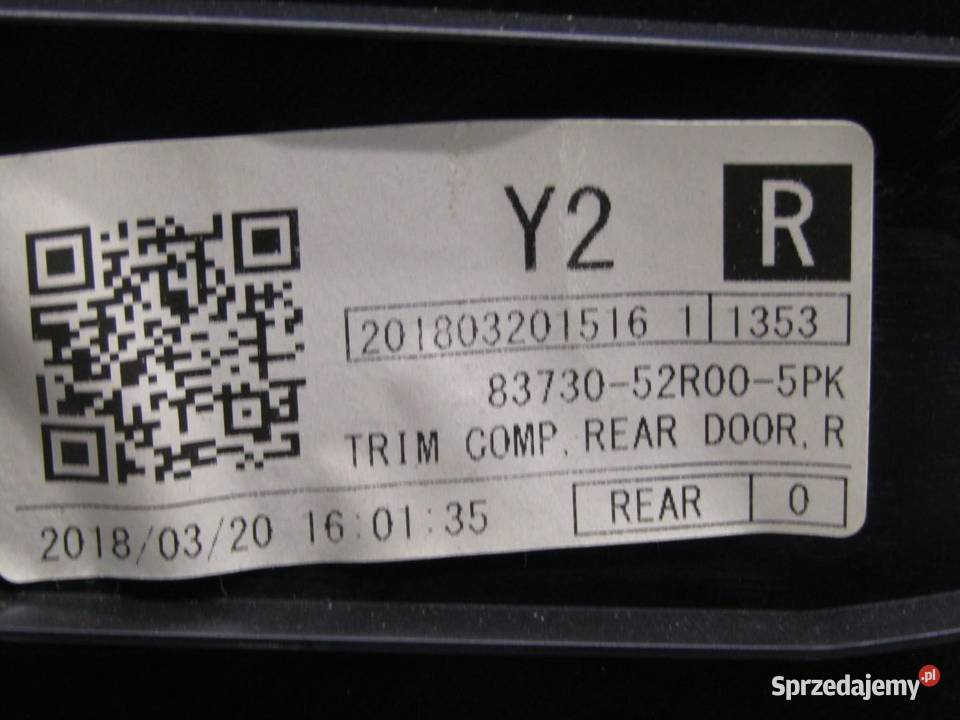 Y2 R
201803201516 1 1353
83730-52R00-5PK
TRIM COMP. REAR DOOR, R
REAR 0
2018/03/20 16:01:35
Sprzedajemy.pl